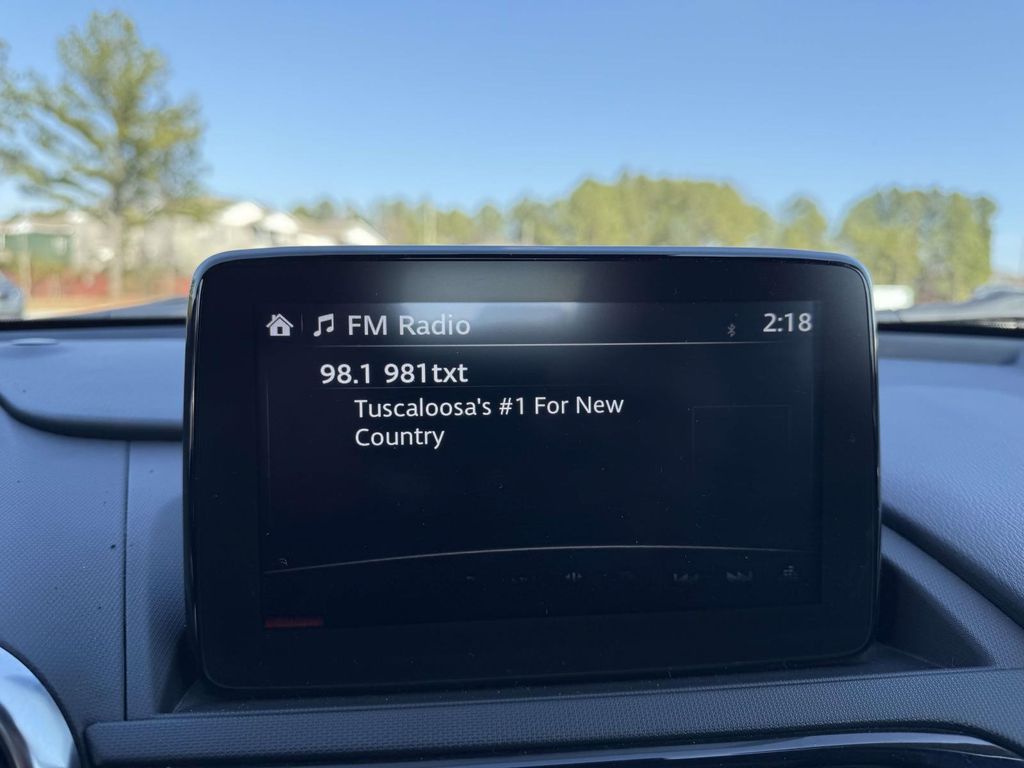 FM Radio 2:18
98.1 981txt
Tuscaloosa's #1 For New
Country